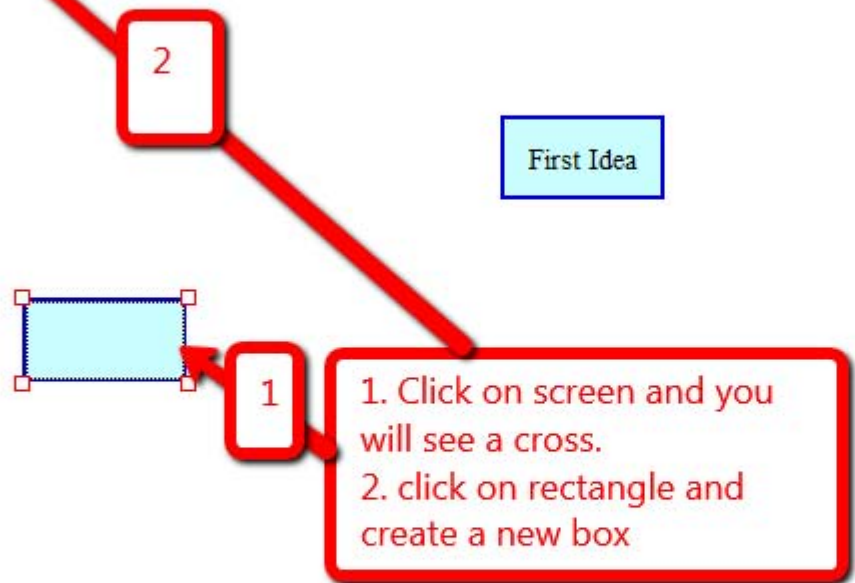 2
First Idea
1
1. Click on screen and you
will see a cross.
2. click on rectangle and
create a new box